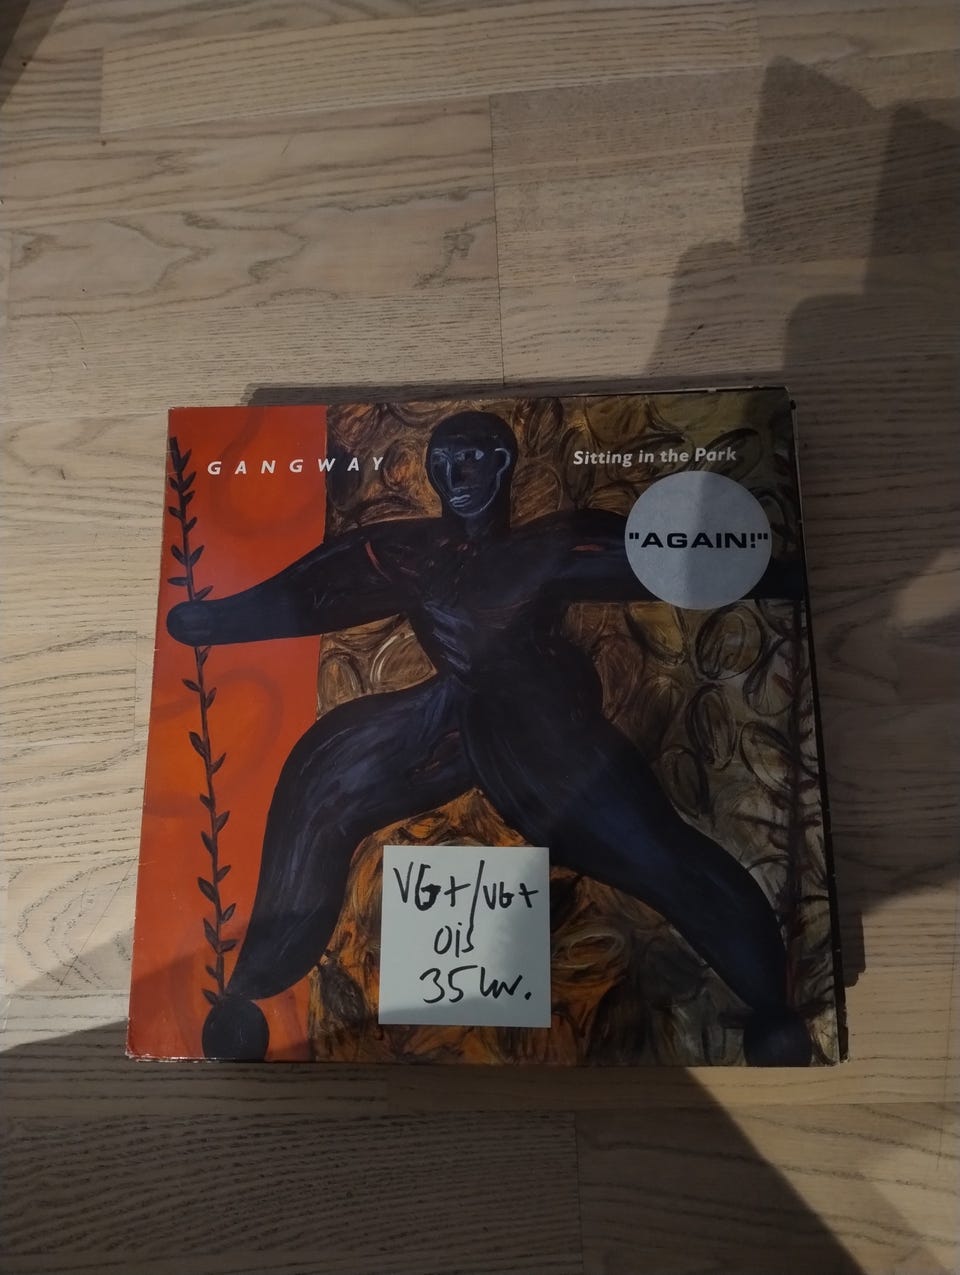 GANGWAY
Sitting in the Park
"AGAIN!"
VG+/VG+
ois
35 kr.